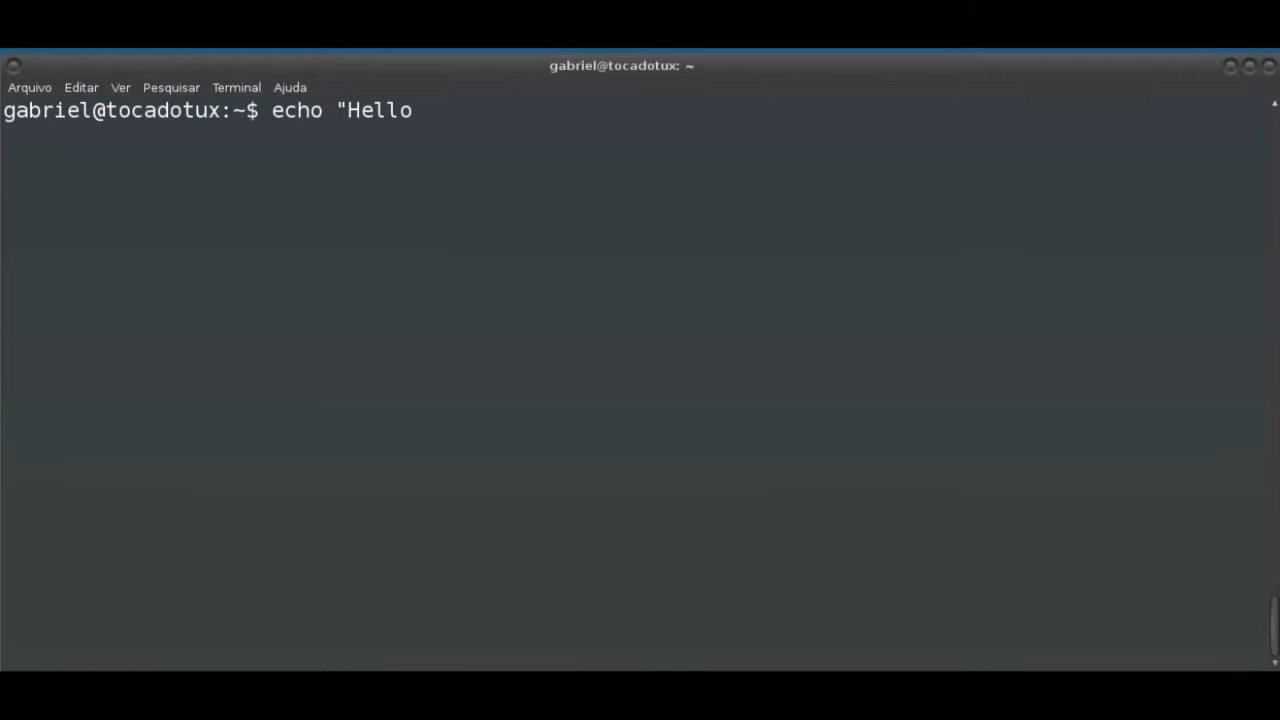 gabriel@tocadotux: ~
Arquivo Editar Ver Pesquisar Terminal Ajuda
gabriel@tocadotux:~$ echo "Hello